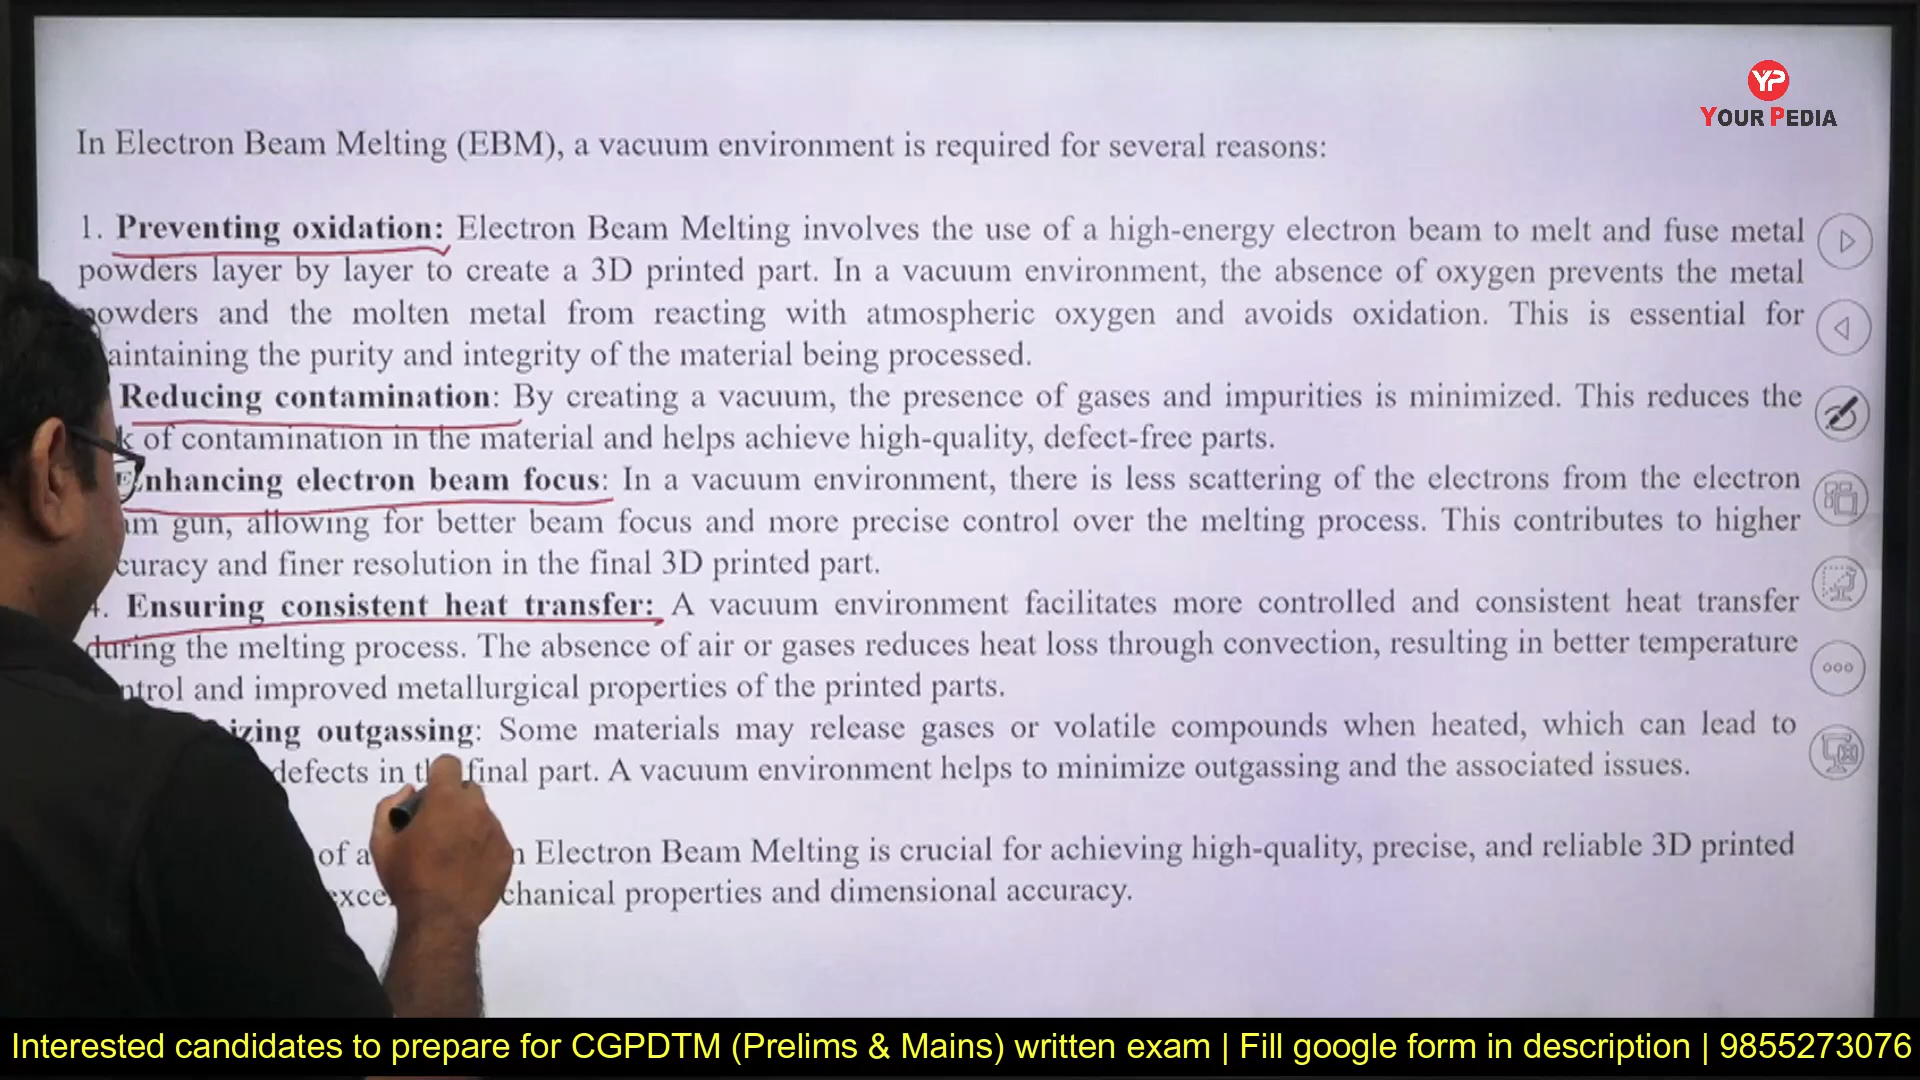 YP
YOUR PEDIA
In Electron Beam Melting (EBM), a vacuum environment is required for several reasons:
1. Preventing oxidation: Electron Beam Melting involves the use of a high-energy electron beam to melt and fuse metal
powders layer by layer to create a 3D printed part. In a vacuum environment, the absence of oxygen prevents the metal
powders and the molten metal from reacting with atmospheric oxygen and avoids oxidation. This is essential for
aintaining the purity and integrity of the material being processed.
Reducing contamination: By creating a vacuum, the presence of gases and impurities is minimized. This reduces the
k of contamination in the material and helps achieve high-quality, defect-free parts.
Enhancing electron beam focus: In a vacuum environment, there is less scattering of the electrons from the electron
am gun, allowing for better beam focus and more precise control over the melting process. This contributes to higher
curacy and finer resolution in the final 3D printed part.
4. Ensuring consistent heat transfer: A vacuum environment facilitates more controlled and consistent heat transfer
during the melting process. The absence of air or gases reduces heat loss through convection, resulting in better temperature
ntrol and improved metallurgical properties of the printed parts.
izing outgassing: Some materials may release gases or volatile compounds when heated, which can lead to
defects in final part. A vacuum environment helps to minimize outgassing and the associated issues.
of a n Electron Beam Melting is crucial for achieving high-quality, precise, and reliable 3D printed
chanical properties and dimensional accuracy.
Interested candidates to prepare for CGPDTM (Prelims & Mains) written exam | Fill google form in description | 9855273076